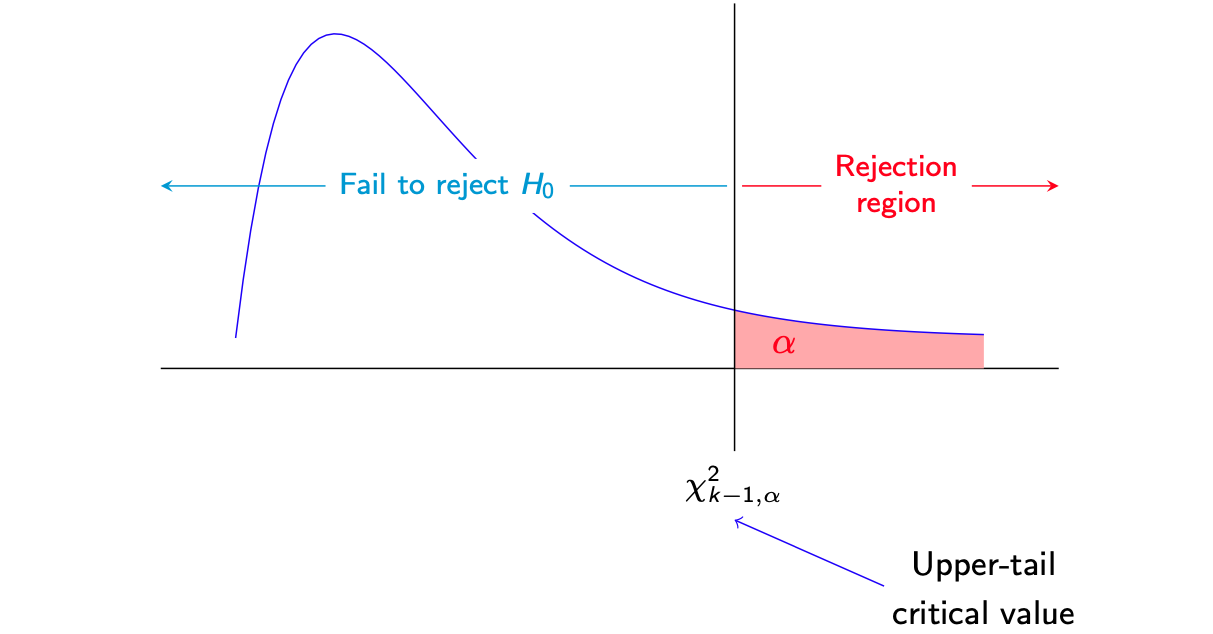 Fail to reject H₀
Rejection
region
α
χ²ₖ₋₁,α
Upper-tail
critical value